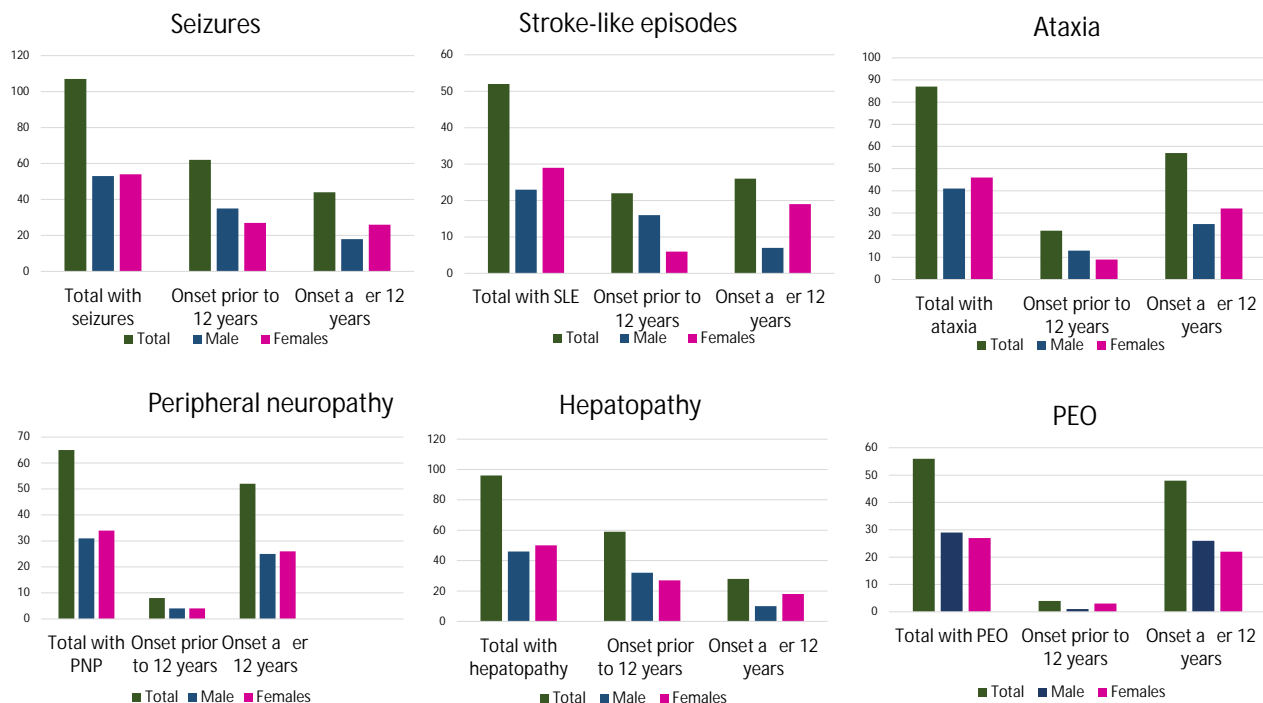 Seizures
120
100
80
60
40
20
0
Total with seizures
Onset prior to 12 years
Onset a er 12 years
Total Male Females
Stroke-like episodes
60
50
40
30
20
10
0
Total with SLE
Onset prior to 12 years
Onset a er 12 years
Total Male Females
Ataxia
100
90
80
70
60
50
40
30
20
10
0
Total with ataxia
Onset prior to 12 years
Onset a er 12 years
Total Male Females
Peripheral neuropathy
70
60
50
40
30
20
10
0
Total with PNP
Onset prior to 12 years
Onset a er 12 years
Total Male Females
Hepatopathy
120
100
80
60
40
20
0
Total with hepatopathy
Onset prior to 12 years
Onset a er 12 years
Total Male Females
PEO
60
50
40
30
20
10
0
Total with PEO
Onset prior to 12 years
Onset a er 12 years
Total Male Females